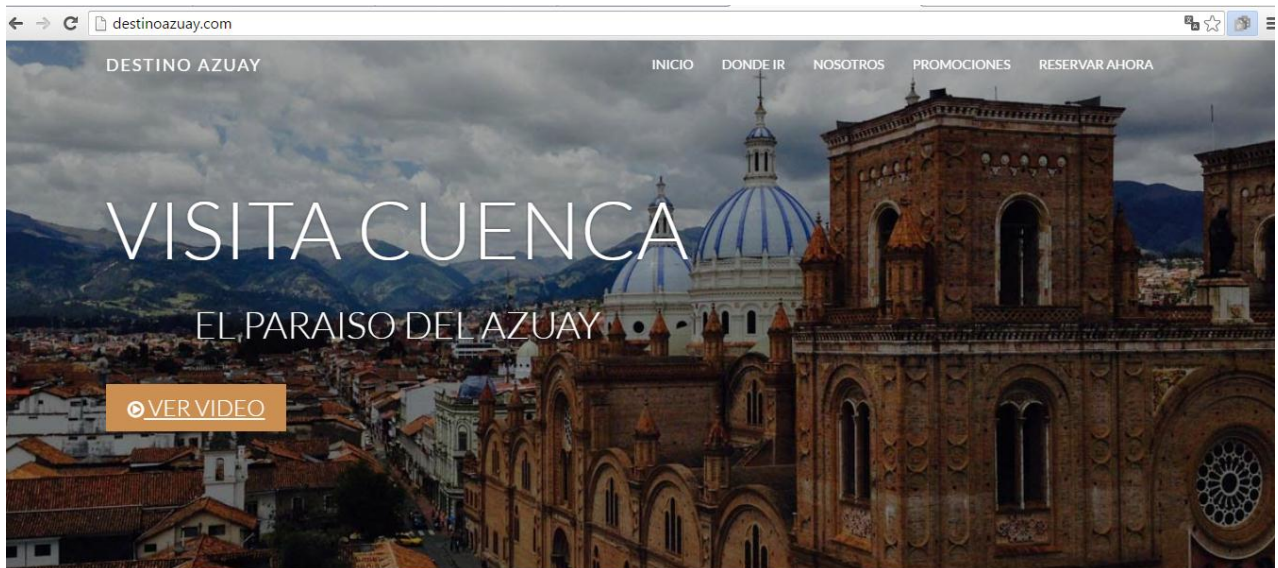 destinoazuay.com
DESTINO AZUAY
INICIO DONDE IR NOSOTROS PROMOCIONES RESERVAR AHORA
VISITA CUENCA
EL PARAISO DEL AZUAY
VER VIDEO